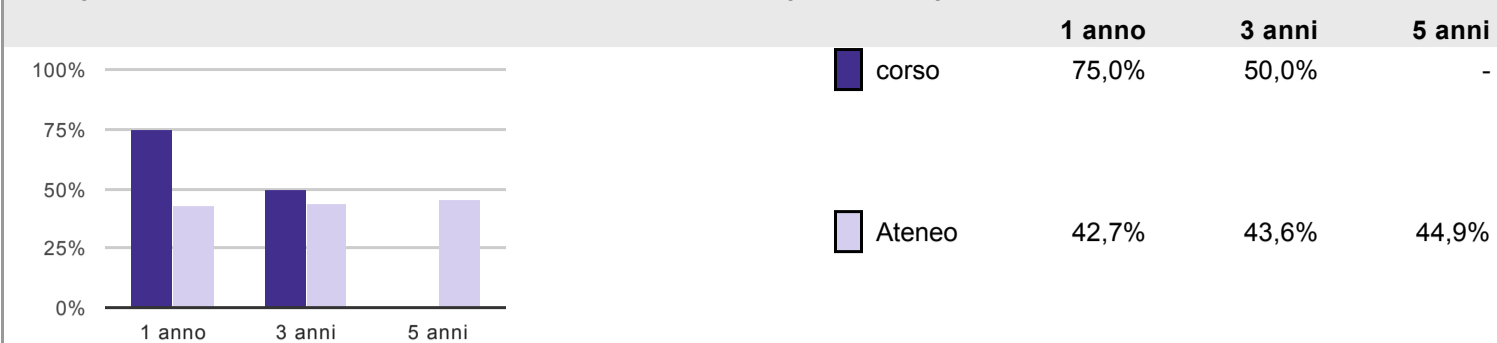 1 anno 3 anni 5 anni
100%
75%
50%
25%
0%
1 anno 3 anni 5 anni
corso 75,0% 50,0% -
Ateneo 42,7% 43,6% 44,9%